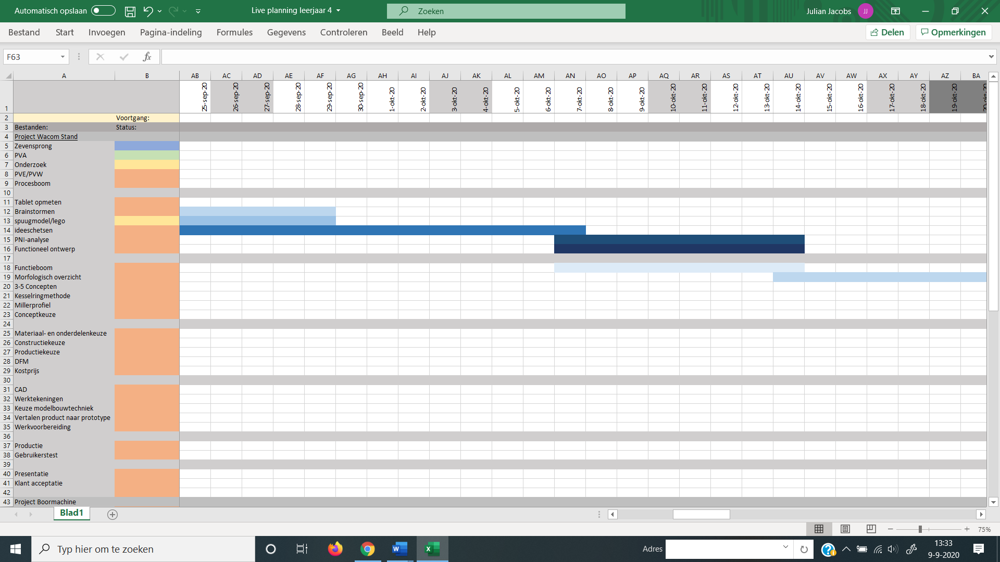 Automatisch opslaan Live planning leerjaar 4 Zoeken Julian Jacobs JJ
Bestand Start Invoegen Pagina-indeling Formules Gegevens Controleren Beeld Help Delen Opmerkingen
F63 fx
A B AB AC AD AE AF AG AH AI AJ AK AL AM AN AO AP AQ AR AS AT AU AV AW AX AY AZ BA
1 25-sep-20 26-sep-20 27-sep-20 28-sep-20 29-sep-20 30-sep-20 1-okt-20 2-okt-20 3-okt-20 4-okt-20 5-okt-20 6-okt-20 7-okt-20 8-okt-20 9-okt-20 10-okt-20 11-okt-20 12-okt-20 13-okt-20 14-okt-20 15-okt-20 16-okt-20 17-okt-20 18-okt-20 19-okt-20 20-okt-20
2 Voortgang:
3 Bestanden: Status:
4 Project Wacom Stand
5 Zevensprong
6 PVA
7 Onderzoek
8 PVE/PVW
9 Procesboom
10
11 Tablet opmeten
12 Brainstormen
13 spuugmodel/lego
14 ideeschetsen
15 PNI-analyse
16 Functioneel ontwerp
17
18 Functieboom
19 Morfologisch overzicht
20 3-5 Concepten
21 Kesselringmethode
22 Millerprofiel
23 Conceptkeuze
24
25 Materiaal- en onderdelenkeuze
26 Constructiekeuze
27 Productiekeuze
28 DFM
29 Kostprijs
30
31 CAD
32 Werktekeningen
33 Keuze modelbouwtechniek
34 Vertalen product naar prototype
35 Werkvoorbereiding
36
37 Productie
38 Gebruikerstest
39
40 Presentatie
41 Klant acceptatie
42
43 Project Boormachine
Blad1
75%
Typ hier om te zoeken Adres 13:33
9-9-2020